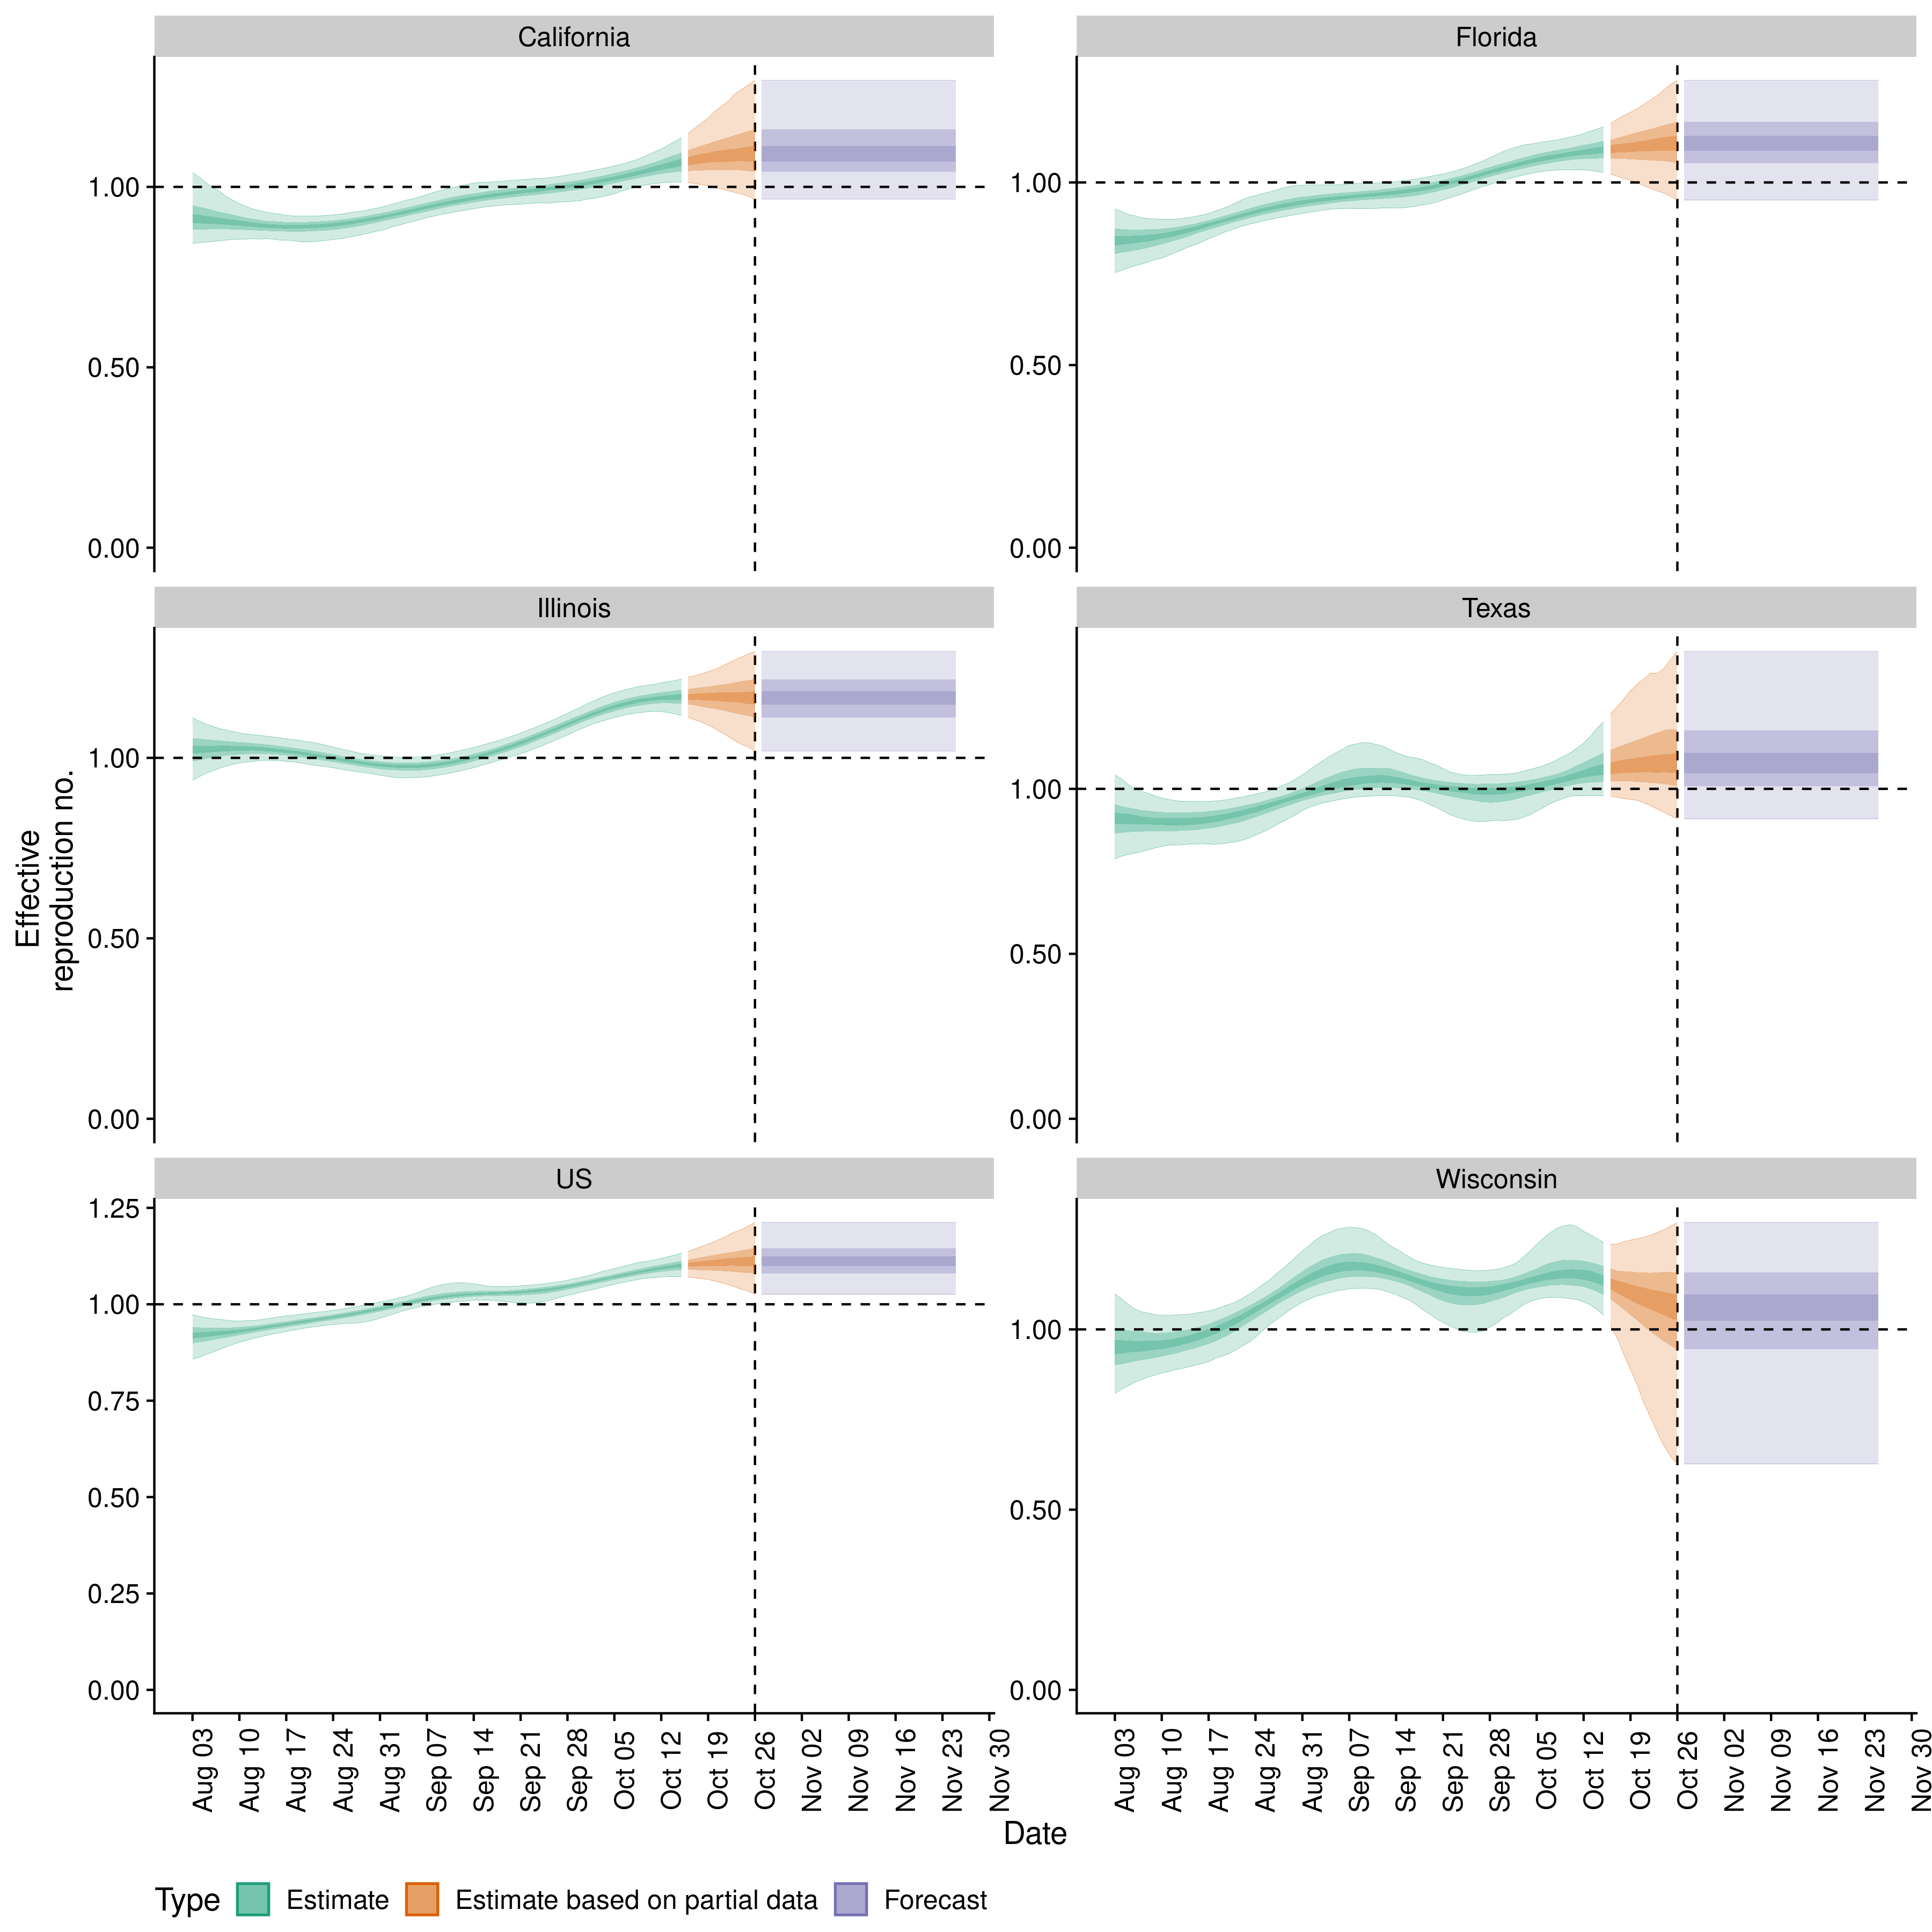 California
Florida
1.00
0.50
0.00
1.00
0.50
0.00
Illinois
Texas
1.00
0.50
0.00
1.00
0.50
0.00
Effective
reproduction no.
US
Wisconsin
1.25
1.00
0.75
0.50
0.25
0.00
1.00
0.50
0.00
Aug 03
Aug 10
Aug 17
Aug 24
Aug 31
Sep 07
Sep 14
Sep 21
Sep 28
Oct 05
Oct 12
Oct 19
Oct 26
Nov 02
Nov 09
Nov 16
Nov 23
Nov 30
Aug 03
Aug 10
Aug 17
Aug 24
Aug 31
Sep 07
Sep 14
Sep 21
Sep 28
Oct 05
Oct 12
Oct 19
Oct 26
Nov 02
Nov 09
Nov 16
Nov 23
Nov 30
Date
Type Estimate Estimate based on partial data Forecast